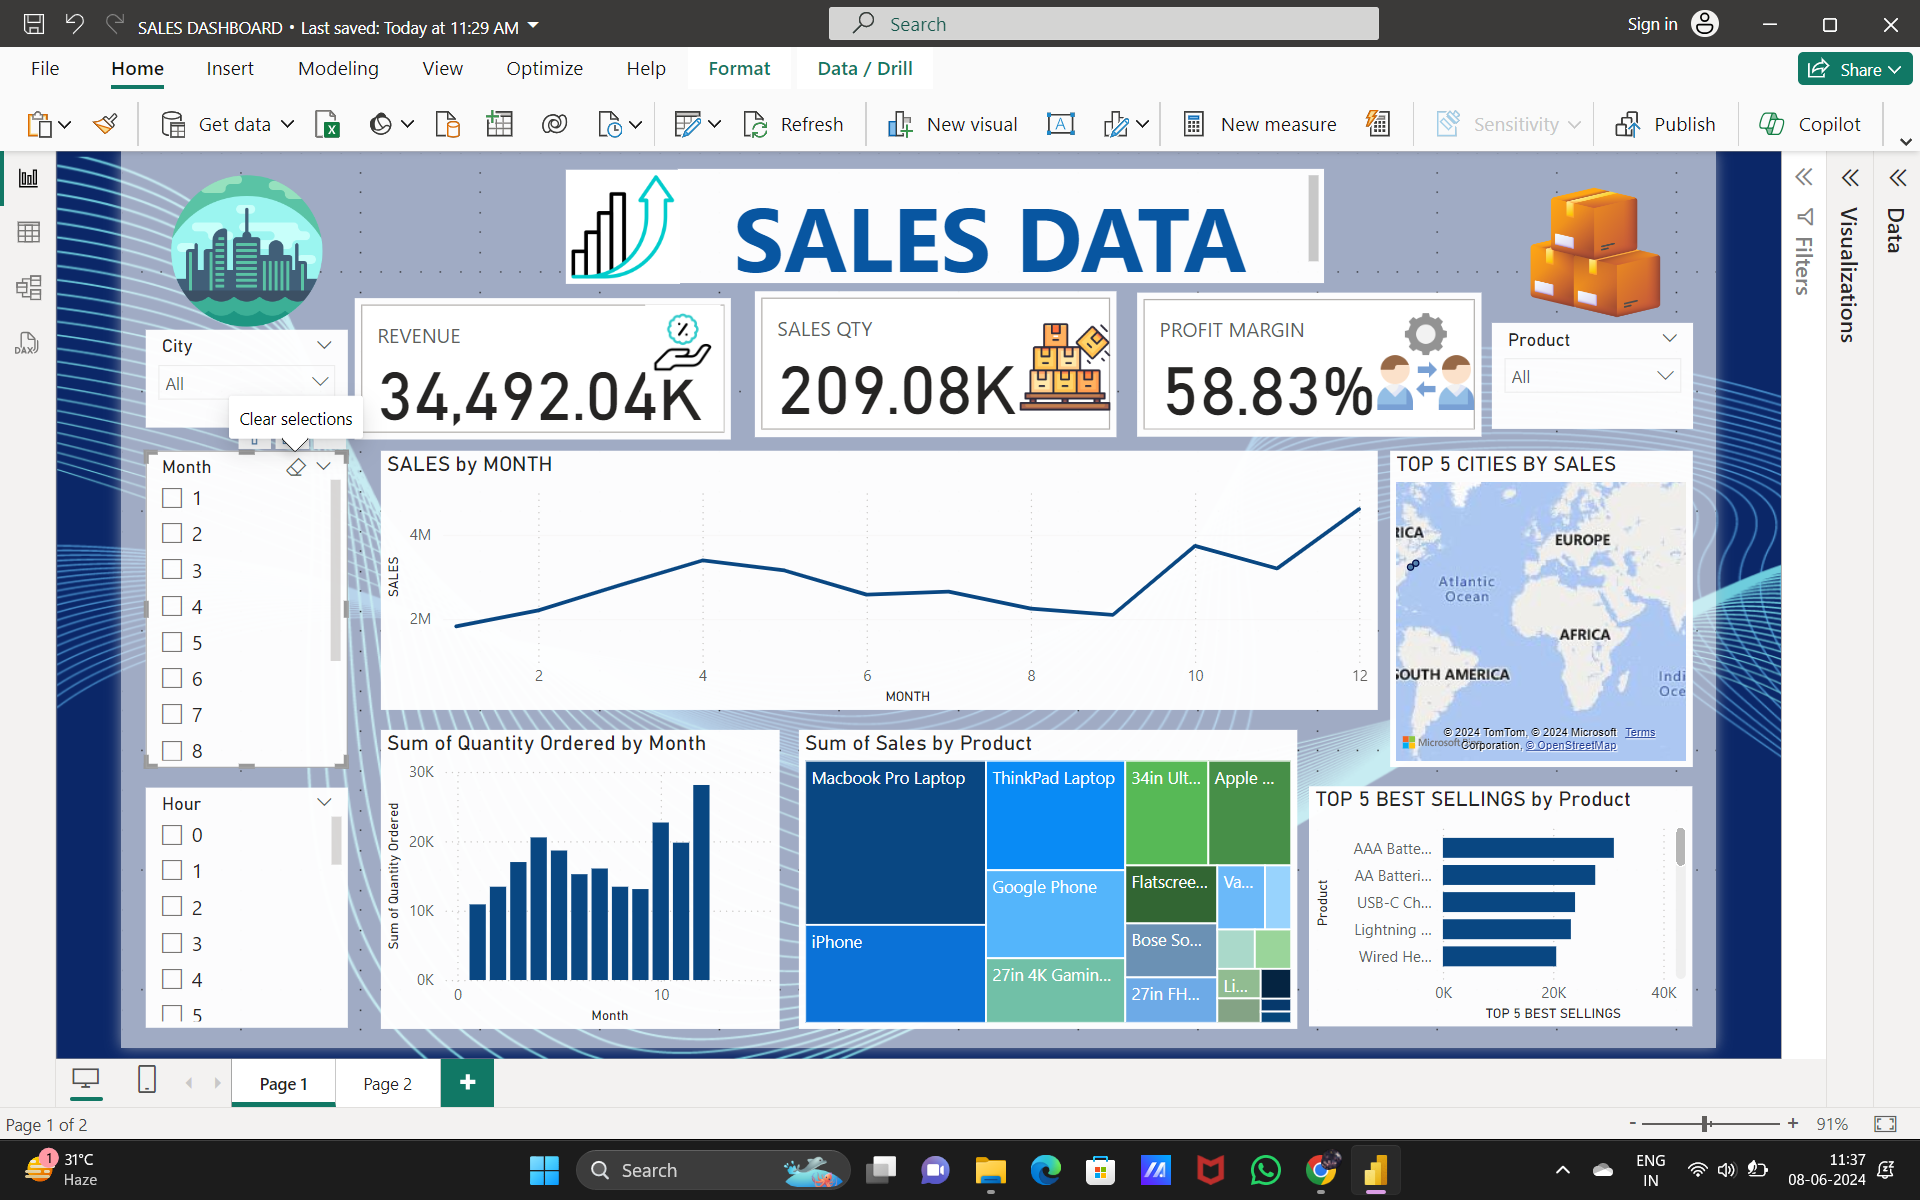 SALES DASHBOARD • Last saved: Today at 11:29 AM
Search
Sign in
File
Home
Insert
Modeling
View
Optimize
Help
Format
Data / Drill
Share
Get data
Refresh
New visual
A
New measure
Sensitivity
Publish
Copilot
DAX
SALES DATA
Filters
Visualizations
Data
City
All
Clear selections
REVENUE
34,492.04K
SALES QTY
209.08K
PROFIT MARGIN
58.83%
Product
All
Month
1
2
3
4
5
6
7
8
Hour
0
1
2
3
4
5
SALES by MONTH
SALES
4M
2M
2
4
6
8
10
12
MONTH
TOP 5 CITIES BY SALES
RICA
EUROPE
Atlantic
Ocean
AFRICA
SOUTH AMERICA
Indi
Oce
© 2024 TomTom, © 2024 Microsoft Terms
Corporation, © OpenStreetMap
Sum of Quantity Ordered by Month
Sum of Quantity Ordered
30K
20K
10K
0K
0
10
Month
Sum of Sales by Product
Macbook Pro Laptop
iPhone
ThinkPad Laptop
Google Phone
27in 4K Gamin...
34in Ult...
Apple ...
Flatscree...
Va...
Bose So...
27in FH...
Li...
TOP 5 BEST SELLINGS by Product
Product
AAA Batte...
AA Batteri...
USB-C Ch...
Lightning ...
Wired He...
0K
20K
40K
TOP 5 BEST SELLINGS
Page 1
Page 2
+
Page 1 of 2
- + 91%
1
31°C
Haze
Search
ENG
IN
11:37
08-06-2024